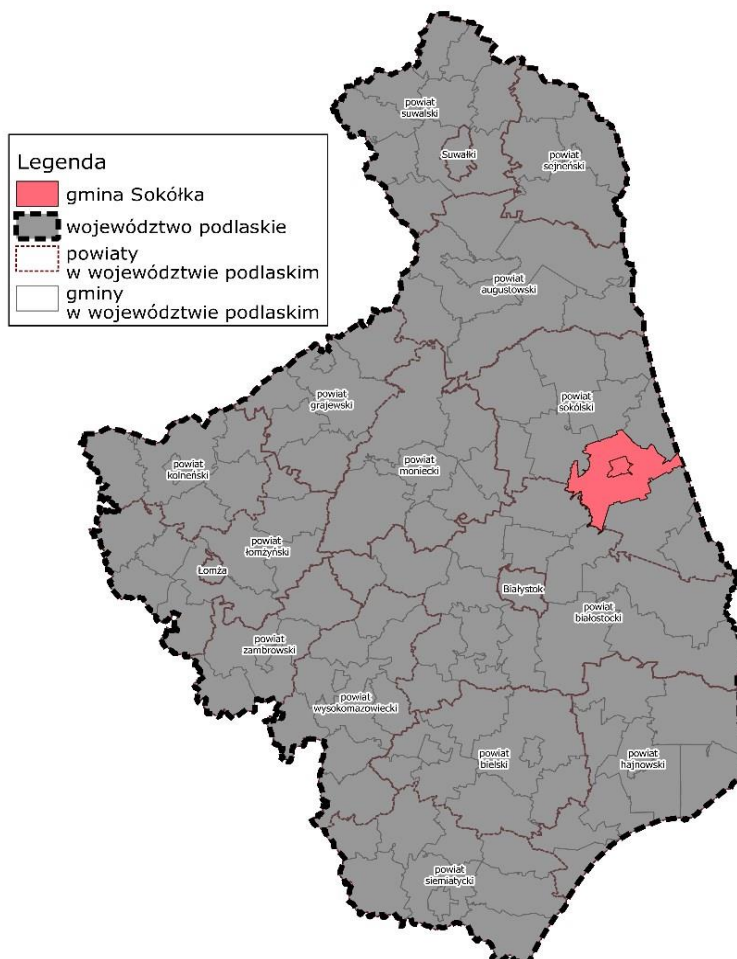 Legenda
gmina Sokółka
województwo podlaskie
powiaty
w województwie podlaskim
gminy
w województwie podlaskim
powiat
suwalski
Suwałki
powiat
sejneński
powiat
augustowski
powiat
grajewski
powiat
sokólski
powiat
kolneński
powiat
moniecki
powiat
łomżyński
Łomża
Białystok
powiat
białostocki
powiat
zambrowski
powiat
wysokomazowiecki
powiat
bielski
powiat
hajnowski
powiat
siemiatycki